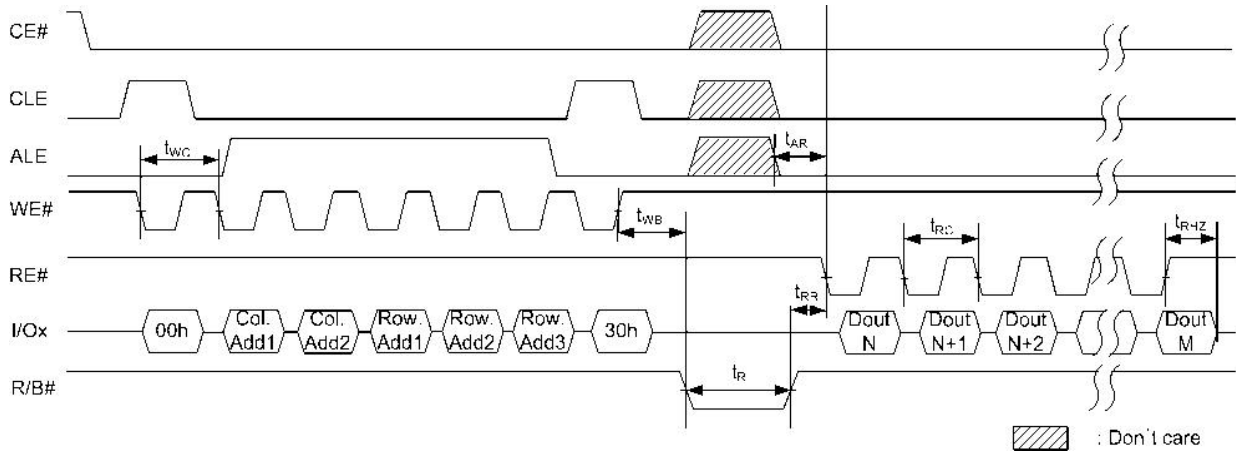 CE#
CLE
ALE
tWC
tAR
WE#
tWB
RE#
tRC
tRHZ
tRR
I/Ox
00h
Col. Add1
Col. Add2
Row. Add1
Row. Add2
Row. Add3
30h
Dout N
Dout N+1
Dout N+2
Dout M
R/B#
tR
: Don't care